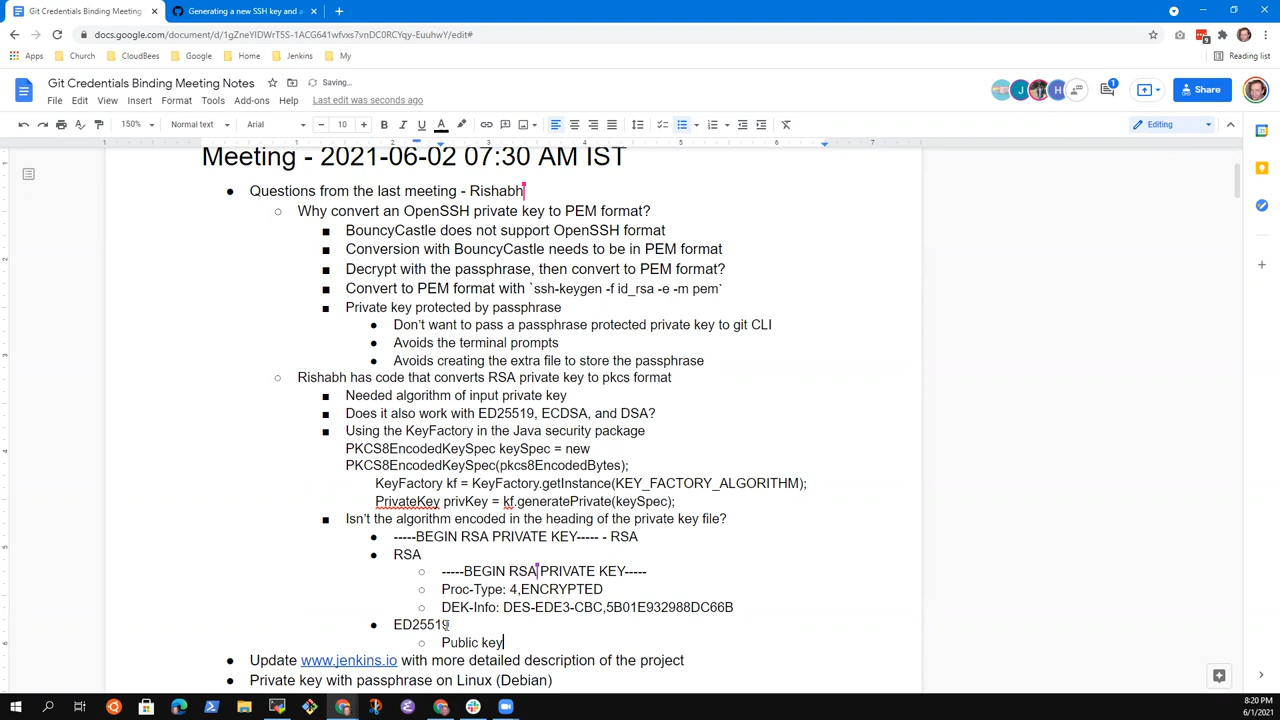 Git Credentials Binding Meeting
Generating a new SSH key and a
docs.google.com/document/d/1gZneYIDWrT5S-1ACG641wfvxs7vnDC0RCYqy-EuuhwY/edit#
Apps
Church
CloudBees
Google
Home
Jenkins
My
Reading list
9
Git Credentials Binding Meeting Notes
Saving...
File Edit View Insert Format Tools Add-ons Help
Last edit was seconds ago
J
H
1
Share
150%
Normal text
Arial
10
Editing
1 1 2 3 4 5 6 7
Meeting - 2021-06-02 07:30 AM IST
● Questions from the last meeting - Rishabh
○ Why convert an OpenSSH private key to PEM format?
■ BouncyCastle does not support OpenSSH format
■ Conversion with BouncyCastle needs to be in PEM format
■ Decrypt with the passphrase, then convert to PEM format?
■ Convert to PEM format with `ssh-keygen -f id_rsa -e -m pem`
■ Private key protected by passphrase
● Don't want to pass a passphrase protected private key to git CLI
● Avoids the terminal prompts
● Avoids creating the extra file to store the passphrase
○ Rishabh has code that converts RSA private key to pkcs format
■ Needed algorithm of input private key
■ Does it also work with ED25519, ECDSA, and DSA?
■ Using the KeyFactory in the Java security package
PKCS8EncodedKeySpec keySpec = new
PKCS8EncodedKeySpec(pkcs8EncodedBytes);
KeyFactory kf = KeyFactory.getInstance(KEY_FACTORY_ALGORITHM);
PrivateKey privKey = kf.generatePrivate(keySpec);
■ Isn't the algorithm encoded in the heading of the private key file?
● -----BEGIN RSA PRIVATE KEY----- - RSA
● RSA
○ -----BEGIN RSA PRIVATE KEY-----
○ Proc-Type: 4,ENCRYPTED
○ DEK-Info: DES-EDE3-CBC,5B01E932988DC66B
● ED25519
○ Public key
● Update www.jenkins.io with more detailed description of the project
● Private key with passphrase on Linux (Debian)
8:20 PM
6/1/2021